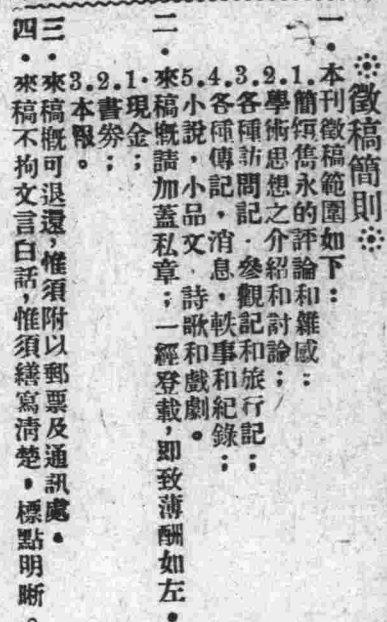 徵稿簡則
一．本刊徵稿範圍如下：
1.簡短雋永的評論和雜感；
2.學術思想之介紹和討論；
3.各種訪問記．參觀記和旅行記；
4.各種傳記，消息，軼事和紀錄；
5.小說，小品文．詩歌和戲劇。
二．來稿概請加蓋私章；一經登載，即致薄酬如左．
1.現金；
2.書劵；
3.本報。
三．來稿概可退還，惟須附以郵票及通訊處．
四．來稿不拘文言白話，惟須繕寫清楚．標點明晰。